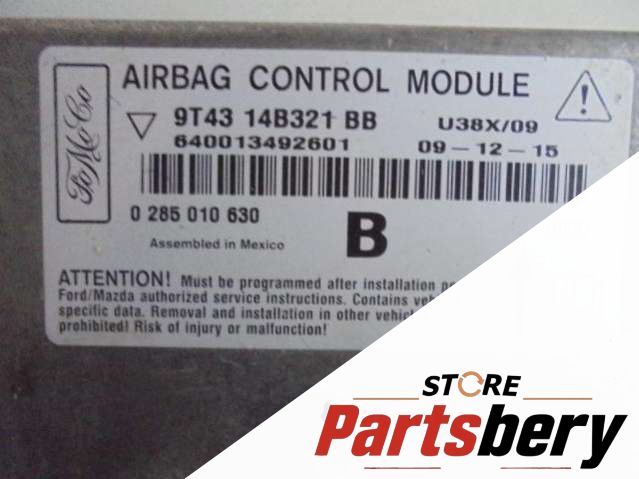 FoMoCo
AIRBAG CONTROL MODULE
9T43 14B321 BB U38X/09
640013492601 09-12-15
0 285 010 630
B
Assembled in Mexico
ATTENTION! Must be programmed after installation
Ford/Mazda authorized service instructions. Contains
specific data. Removal and installation in other
prohibited! Risk of injury or malfunction!
STORE
Partsbery